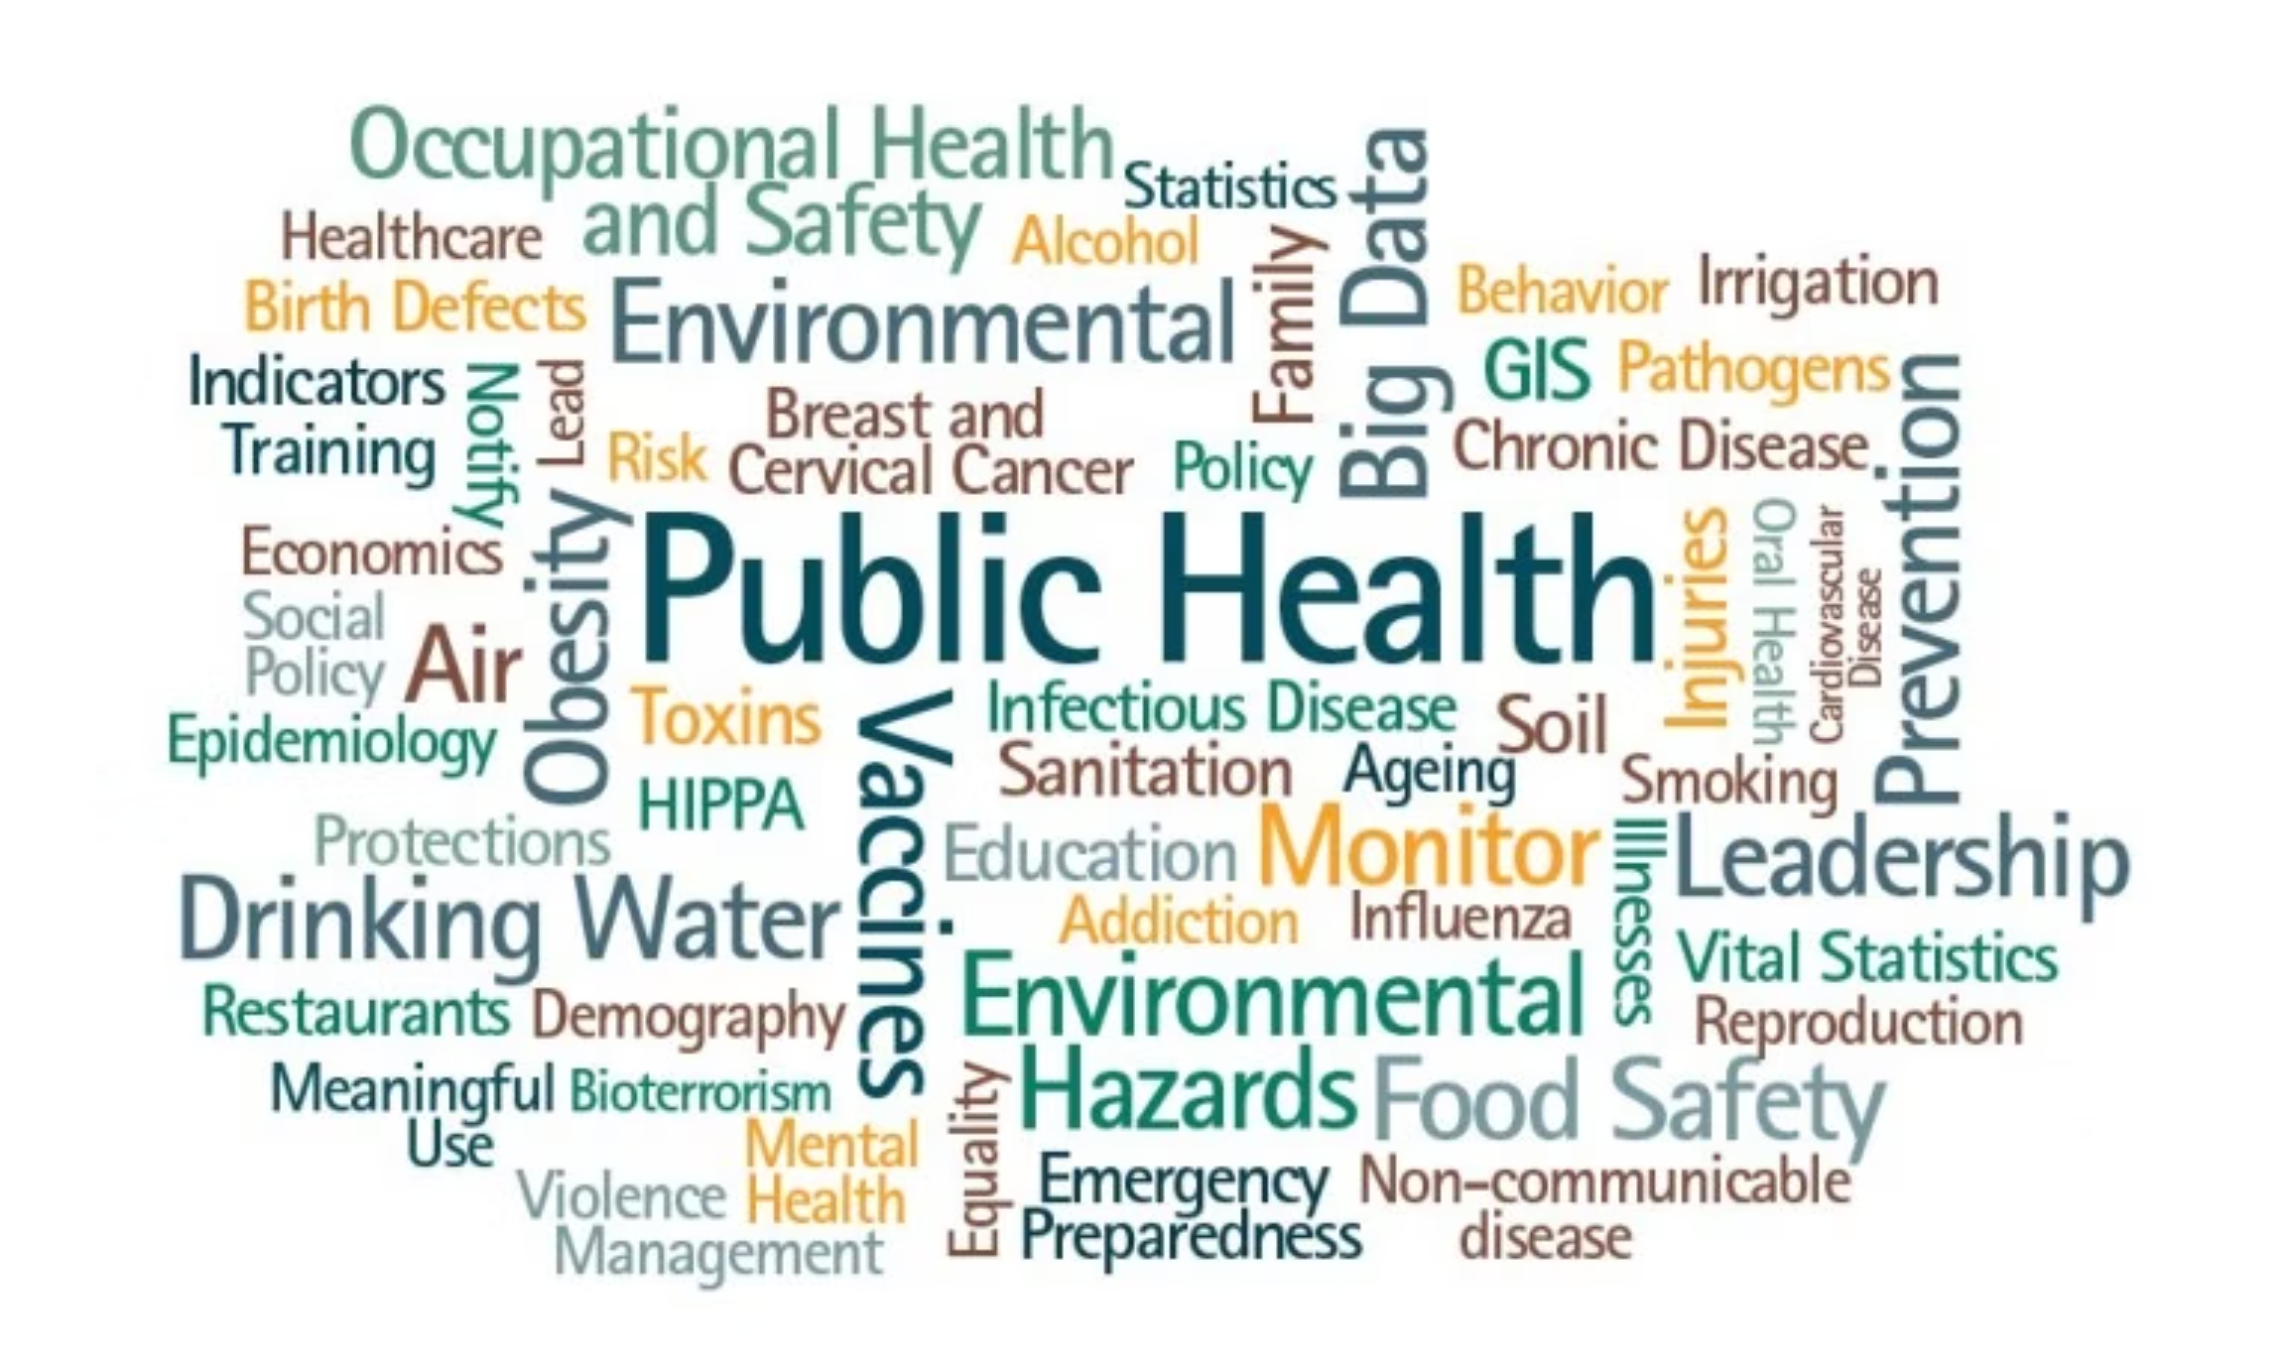 Occupational Health
and Safety
Statistics
Big Data
Healthcare
Alcohol
Family
Birth Defects
Environmental
Behavior
Irrigation
Indicators
Notify
Lead
GIS
Pathogens
Training
Risk
Breast and
Cervical Cancer
Policy
Chronic Disease
Prevention
Economics
Obesity
Public Health
Injuries
Oral Health
Cardiovascular
Disease
Social
Policy
Air
Toxins
Vaccines
Infectious Disease
Soil
Epidemiology
HIPPA
Sanitation
Ageing
Smoking
Protections
Education
Monitor
Illnesses
Leadership
Drinking Water
Addiction
Influenza
Vital Statistics
Restaurants
Demography
Environmental
Hazards
Reproduction
Meaningful
Use
Bioterrorism
Equality
Food Safety
Mental
Health
Violence
Management
Emergency
Preparedness
Non-communicable
disease